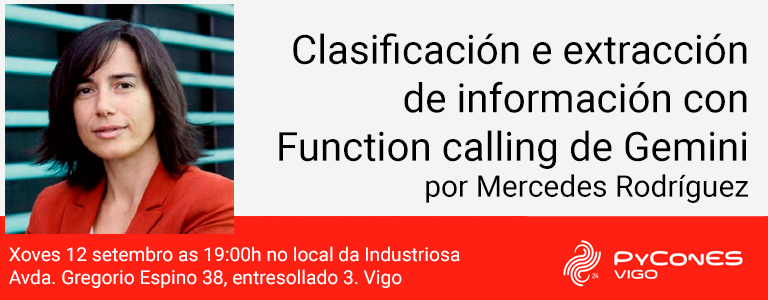 Clasificación e extracción
de información con
Function calling de Gemini
por Mercedes Rodríguez
Xoves 12 setembro as 19:00h no local da Industriosa
Avda. Gregorio Espino 38, entresollado 3. Vigo
24
PYCONES
VIGO